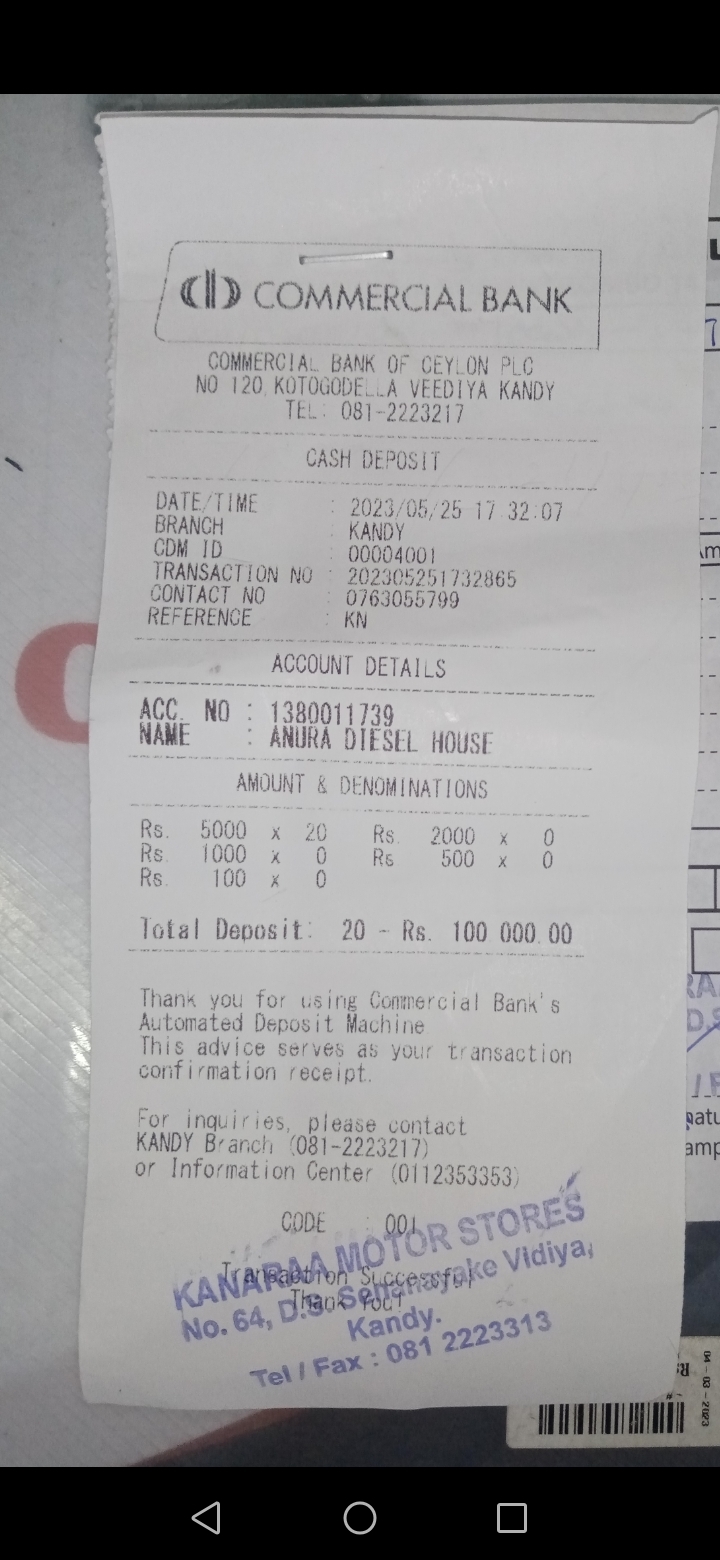 COMMERCIAL BANK
COMMERCIAL BANK OF CEYLON PLC
NO 120, KOTOGODELLA VEEDIYA KANDY
TEL: 081-2223217
CASH DEPOSIT
DATE/TIME : 2023/05/25 17:32:07
BRANCH : KANDY
CDM ID : 00004001
TRANSACTION NO : 202305251732865
CONTACT NO : 0763055799
REFERENCE : KN
ACCOUNT DETAILS
ACC. NO : 1380011739
NAME : ANURA DIESEL HOUSE
AMOUNT & DENOMINATIONS
Rs. 5000 x 20 Rs. 2000 x 0
Rs. 1000 x 0 Rs 500 x 0
Rs. 100 x 0
Total Deposit: 20 - Rs. 100 000.00
Thank you for using Commercial Bank's
Automated Deposit Machine
This advice serves as your transaction
confirmation receipt.
For inquiries, please contact
KANDY Branch (081-2223217)
or Information Center (0112353353)
CODE : 001
Transaction Successful
Thank You!
KANARAA MOTOR STORES
No. 64, D.S. Senanayake Vidiya,
Kandy.
Tel / Fax : 081 2223313
04 - 03 - 2023